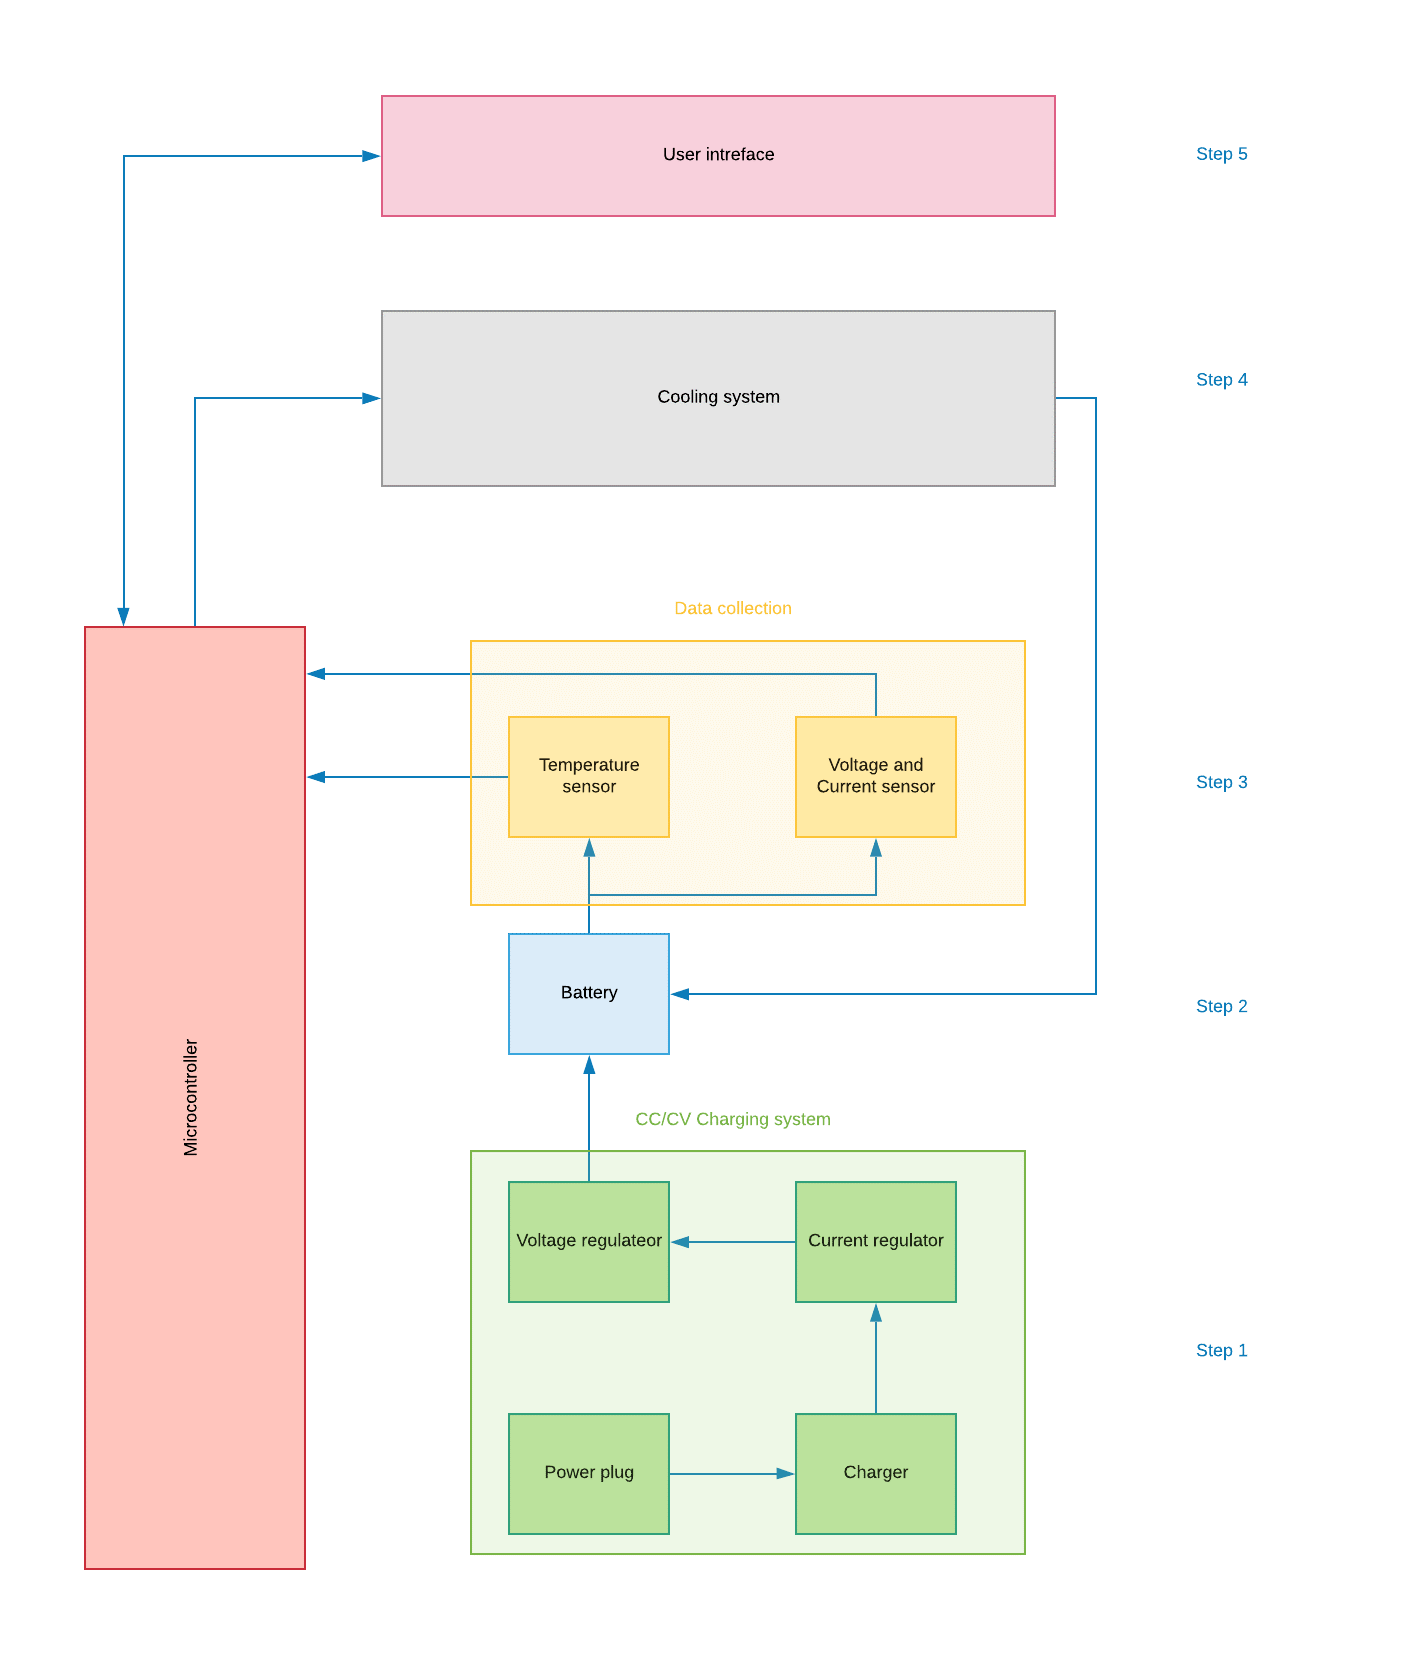 User intreface
Step 5
Cooling system
Step 4
Data collection
Temperature
sensor
Voltage and
Current sensor
Step 3
Battery
Step 2
Microcontroller
CC/CV Charging system
Voltage regulateor
Current regulator
Step 1
Power plug
Charger